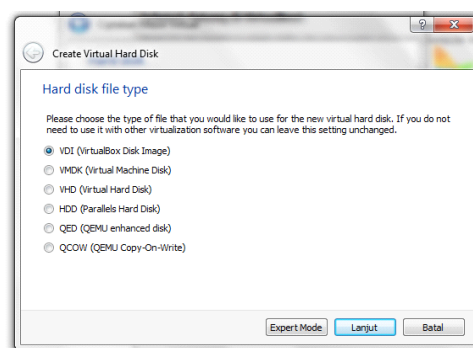 Create Virtual Hard Disk
Hard disk file type
Please choose the type of file that you would like to use for the new virtual hard disk. If you do not
need to use it with other virtualization software you can leave this setting unchanged.
VDI (VirtualBox Disk Image)
VMDK (Virtual Machine Disk)
VHD (Virtual Hard Disk)
HDD (Parallels Hard Disk)
QED (QEMU enhanced disk)
QCOW (QEMU Copy-On-Write)
Expert Mode Lanjut Batal